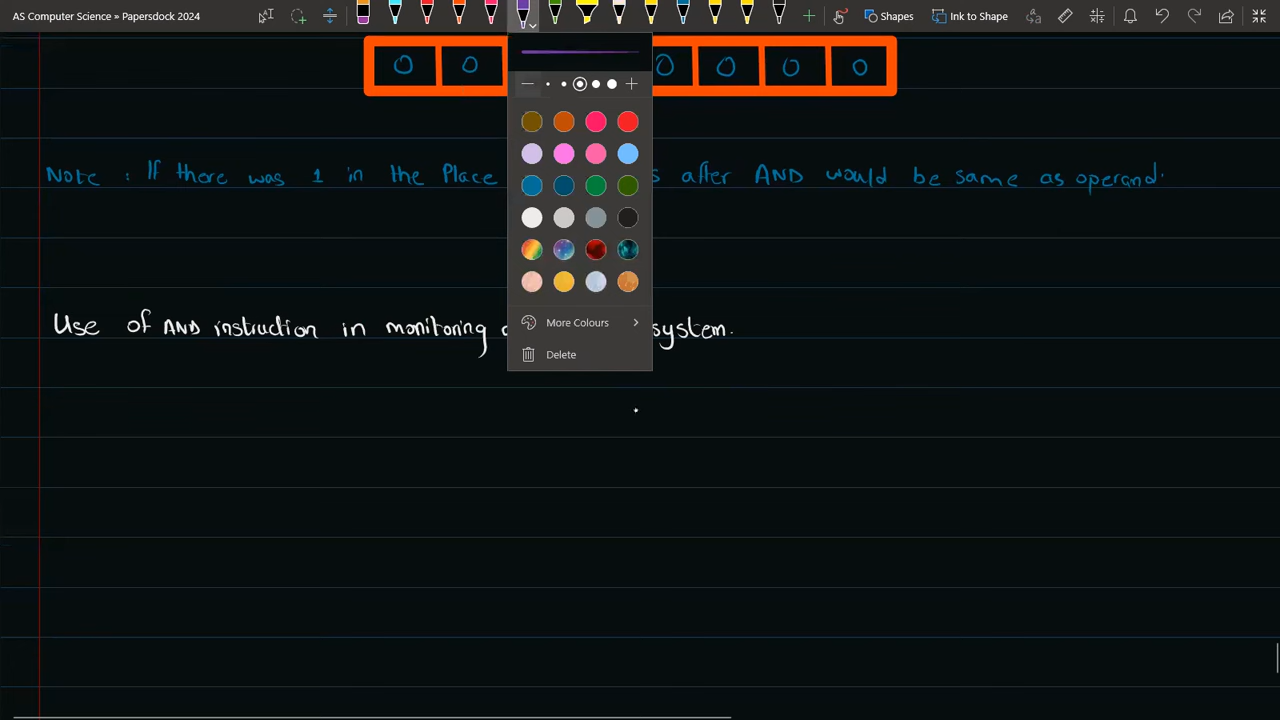 AS Computer Science » Papersdock 2024
Shapes
Ink to Shape
0 0 0 0 0 0
Note : If there was 1 in the Place after AND would be same as operand.
More Colours
Use of AND instruction in monitoring system.
Delete